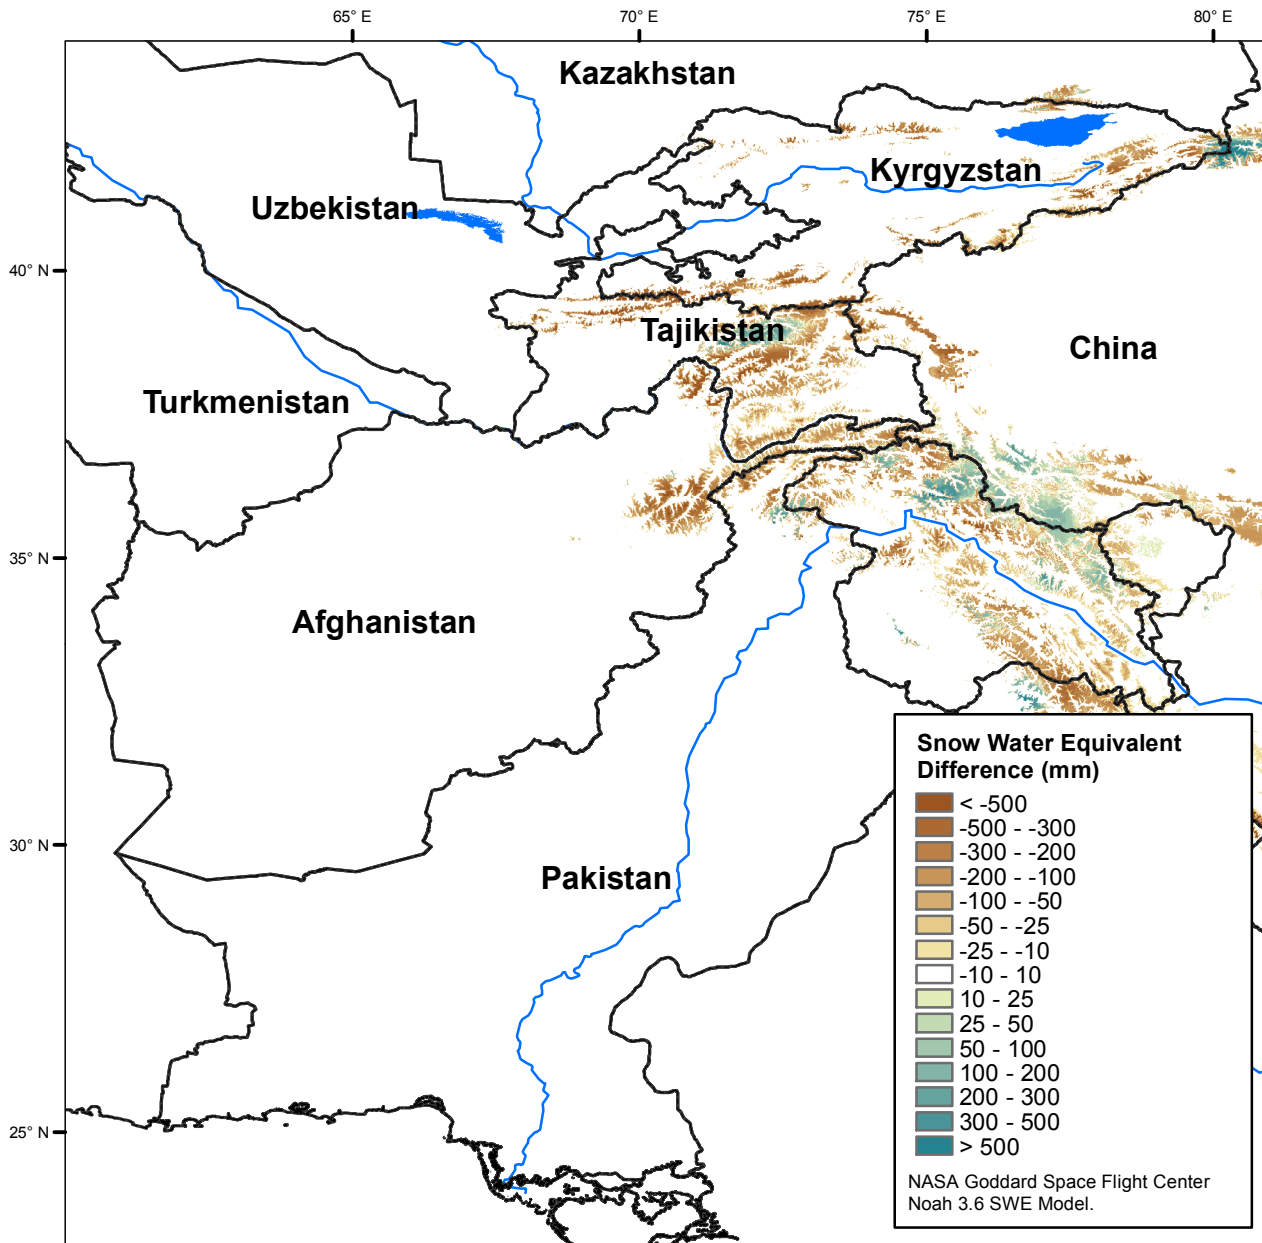 65° E
70° E
75° E
80° E
Kazakhstan
Kyrgyzstan
Uzbekistan
40° N
Tajikistan
China
Turkmenistan
35° N
Afghanistan
30° N
Pakistan
25° N
Snow Water Equivalent
Difference (mm)
< -500
-500 - -300
-300 - -200
-200 - -100
-100 - -50
-50 - -25
-25 - -10
-10 - 10
10 - 25
25 - 50
50 - 100
100 - 200
200 - 300
300 - 500
> 500
NASA Goddard Space Flight Center
Noah 3.6 SWE Model.